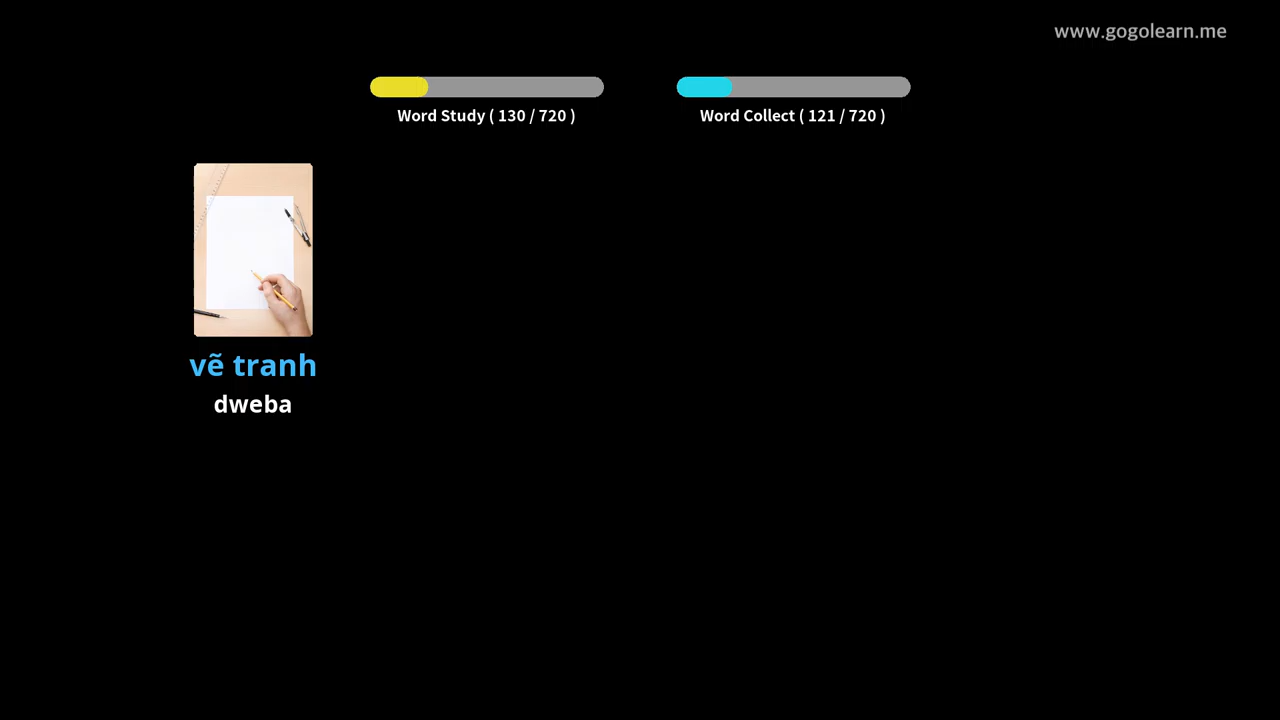 www.gogolearn.me
Word Study ( 130 / 720 )
Word Collect ( 121 / 720 )
vẽ tranh
dweba